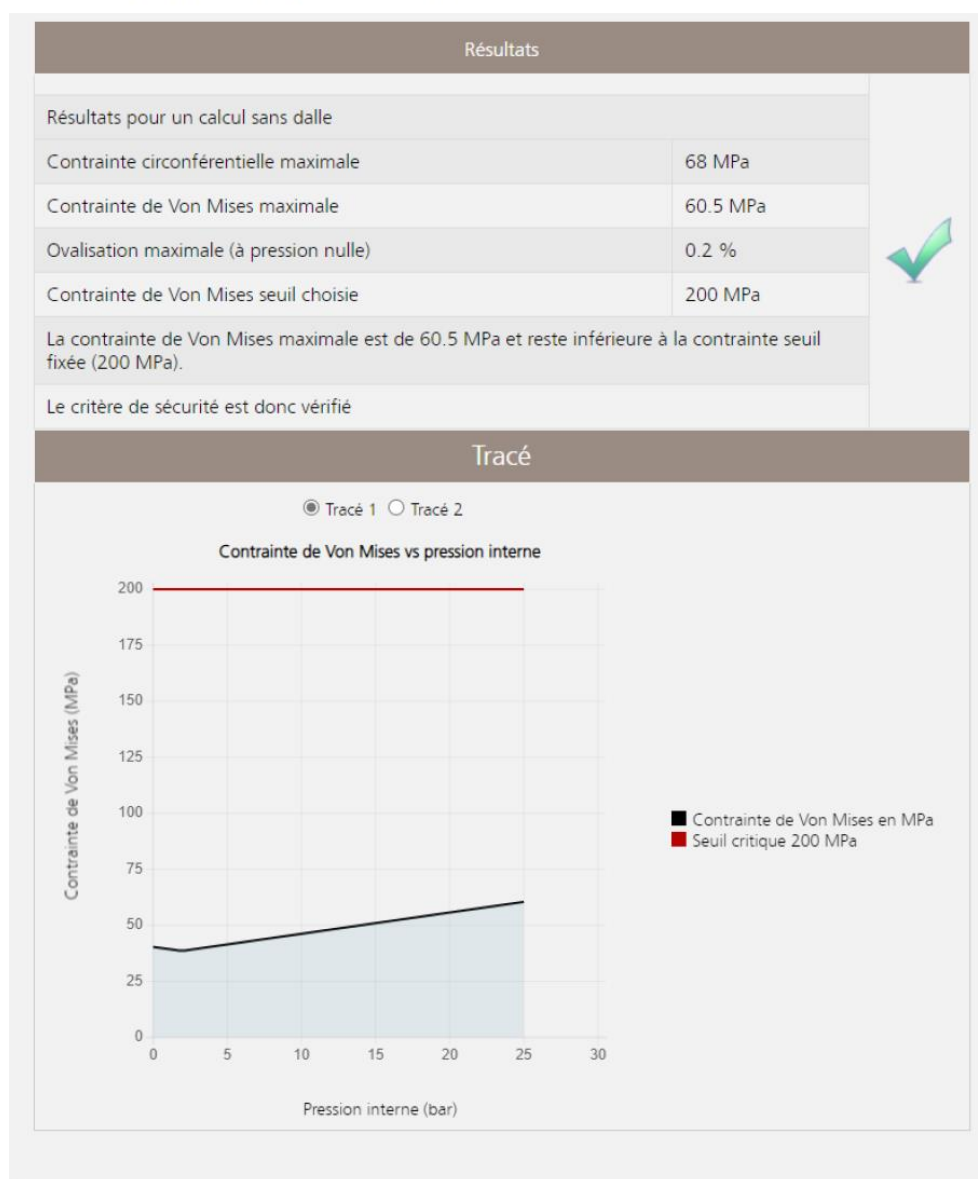 Résultats
Résultats pour un calcul sans dalle
Contrainte circonférentielle maximale 68 MPa
Contrainte de Von Mises maximale 60.5 MPa
Ovalisation maximale (à pression nulle) 0.2 %
Contrainte de Von Mises seuil choisie 200 MPa
La contrainte de Von Mises maximale est de 60.5 MPa et reste inférieure à la contrainte seuil
fixée (200 MPa).
Le critère de sécurité est donc vérifié
Tracé
Tracé 1 Tracé 2
Contrainte de Von Mises vs pression interne
Contrainte de Von Mises (MPa)
200
175
150
125
100
75
50
25
0
0 5 10 15 20 25 30
Pression interne (bar)
Contrainte de Von Mises en MPa
Seuil critique 200 MPa